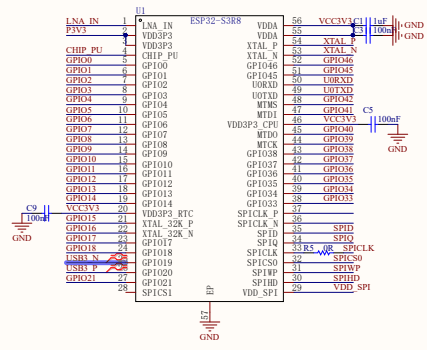 U1
ESP32-S3R8
LNA_IN 1 LNA_IN VDDA 56 VCC3V3 C1 1uF GND
P3V3 2 VDD3P3 VDDA 55 C3 100nF GND
3 VDD3P3 XTAL_P 54 XTAL_P
CHIP_PU 4 CHIP_PU XTAL_N 53 XTAL_N
GPIO0 5 GPIO0 GPIO46 52 GPIO46
GPIO1 6 GPIO1 GPIO45 51 GPIO45
GPIO2 7 GPIO2 U0RXD 50 U0RXD
GPIO3 8 GPIO3 U0TXD 49 U0TXD
GPIO4 9 GPIO4 MTMS 48 GPIO42
GPIO5 10 GPIO5 MTDI 47 GPIO41
GPIO6 11 GPIO6 VDD3P3_CPU 46 VCC3V3 C5 100nF
GPIO7 12 GPIO7 MTDO 45 GPIO40
GPIO8 13 GPIO8 MTCK 44 GPIO39
GPIO9 14 GPIO9 GPIO38 43 GPIO38
GPIO10 15 GPIO10 GPIO37 42 GPIO37
GPIO11 16 GPIO11 GPIO36 41 GPIO36
GPIO12 17 GPIO12 GPIO35 40 GPIO35
GPIO13 18 GPIO13 GPIO34 39 GPIO34
GPIO14 19 GPIO14 GPIO33 38 GPIO33
GND
C9 100nF VCC3V3 20 VDD3P3_RTC SPICLK_P 37
GPIO15 21 XTAL_32K_P SPICLK_N 36
GPIO16 22 XTAL_32K_N SPID 35 SPID
GND
GPIO17 23 GPIO17 SPIQ 34 SPIQ
GPIO18 24 GPIO18 SPICLK 33 R5 0R SPICLK
USB3_N GPIO19 SPICS0 32 SPICS0
USB3_P GPIO20 SPIWP 31 SPIWP
GPIO21 27 GPIO21 SPIHD 30 SPIHD
28 SPICS1 VDD_SPI 29 VDD_SPI
EP
57
GND